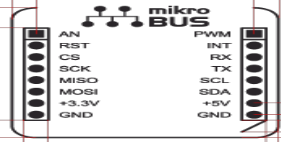 mikro
BUS
AN PWM
RST INT
CS RX
SCK TX
MISO SCL
MOSI SDA
+3.3V +5V
GND GND